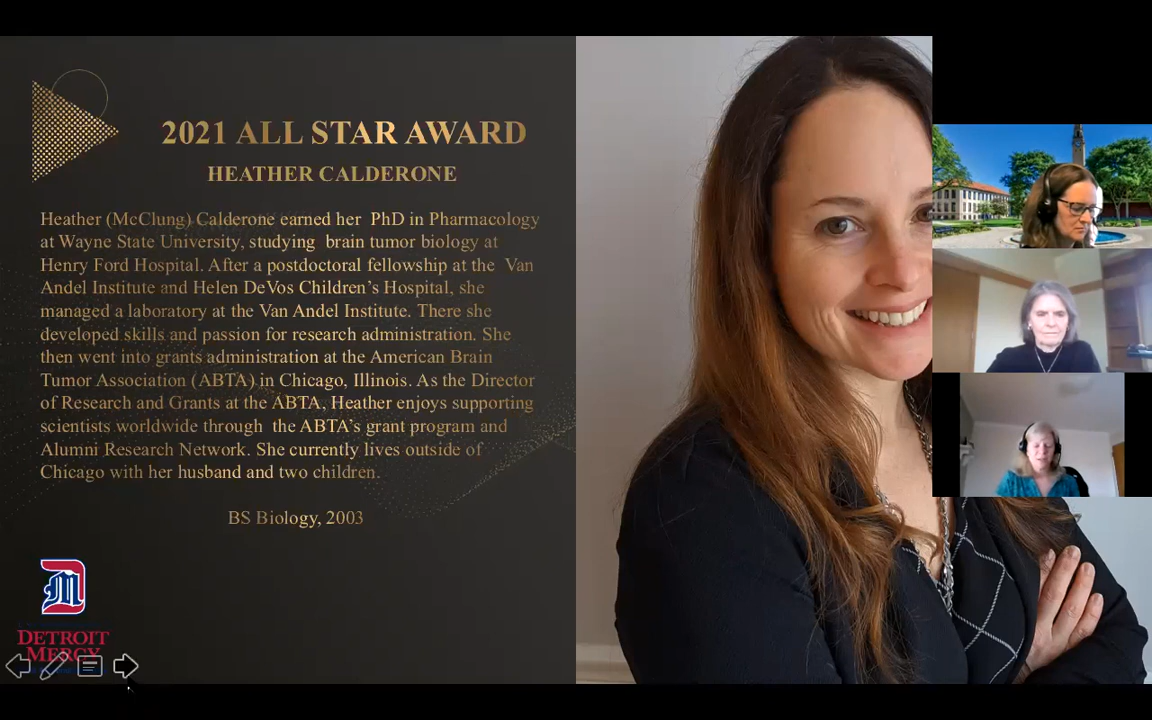 2021 ALL STAR AWARD
HEATHER CALDERONE
Heather (McClung) Calderone earned her PhD in Pharmacology
at Wayne State University, studying brain tumor biology at
Henry Ford Hospital. After a postdoctoral fellowship at the Van
Andel Institute and Helen DeVos Children's Hospital, she
managed a laboratory at the Van Andel Institute. There she
developed skills and passion for research administration. She
then went into grants administration at the American Brain
Tumor Association (ABTA) in Chicago, Illinois. As the Director
of Research and Grants at the ABTA, Heather enjoys supporting
scientists worldwide through the ABTA's grant program and
Alumni Research Network. She currently lives outside of
Chicago with her husband and two children.
BS Biology, 2003
DETROIT
MERCY